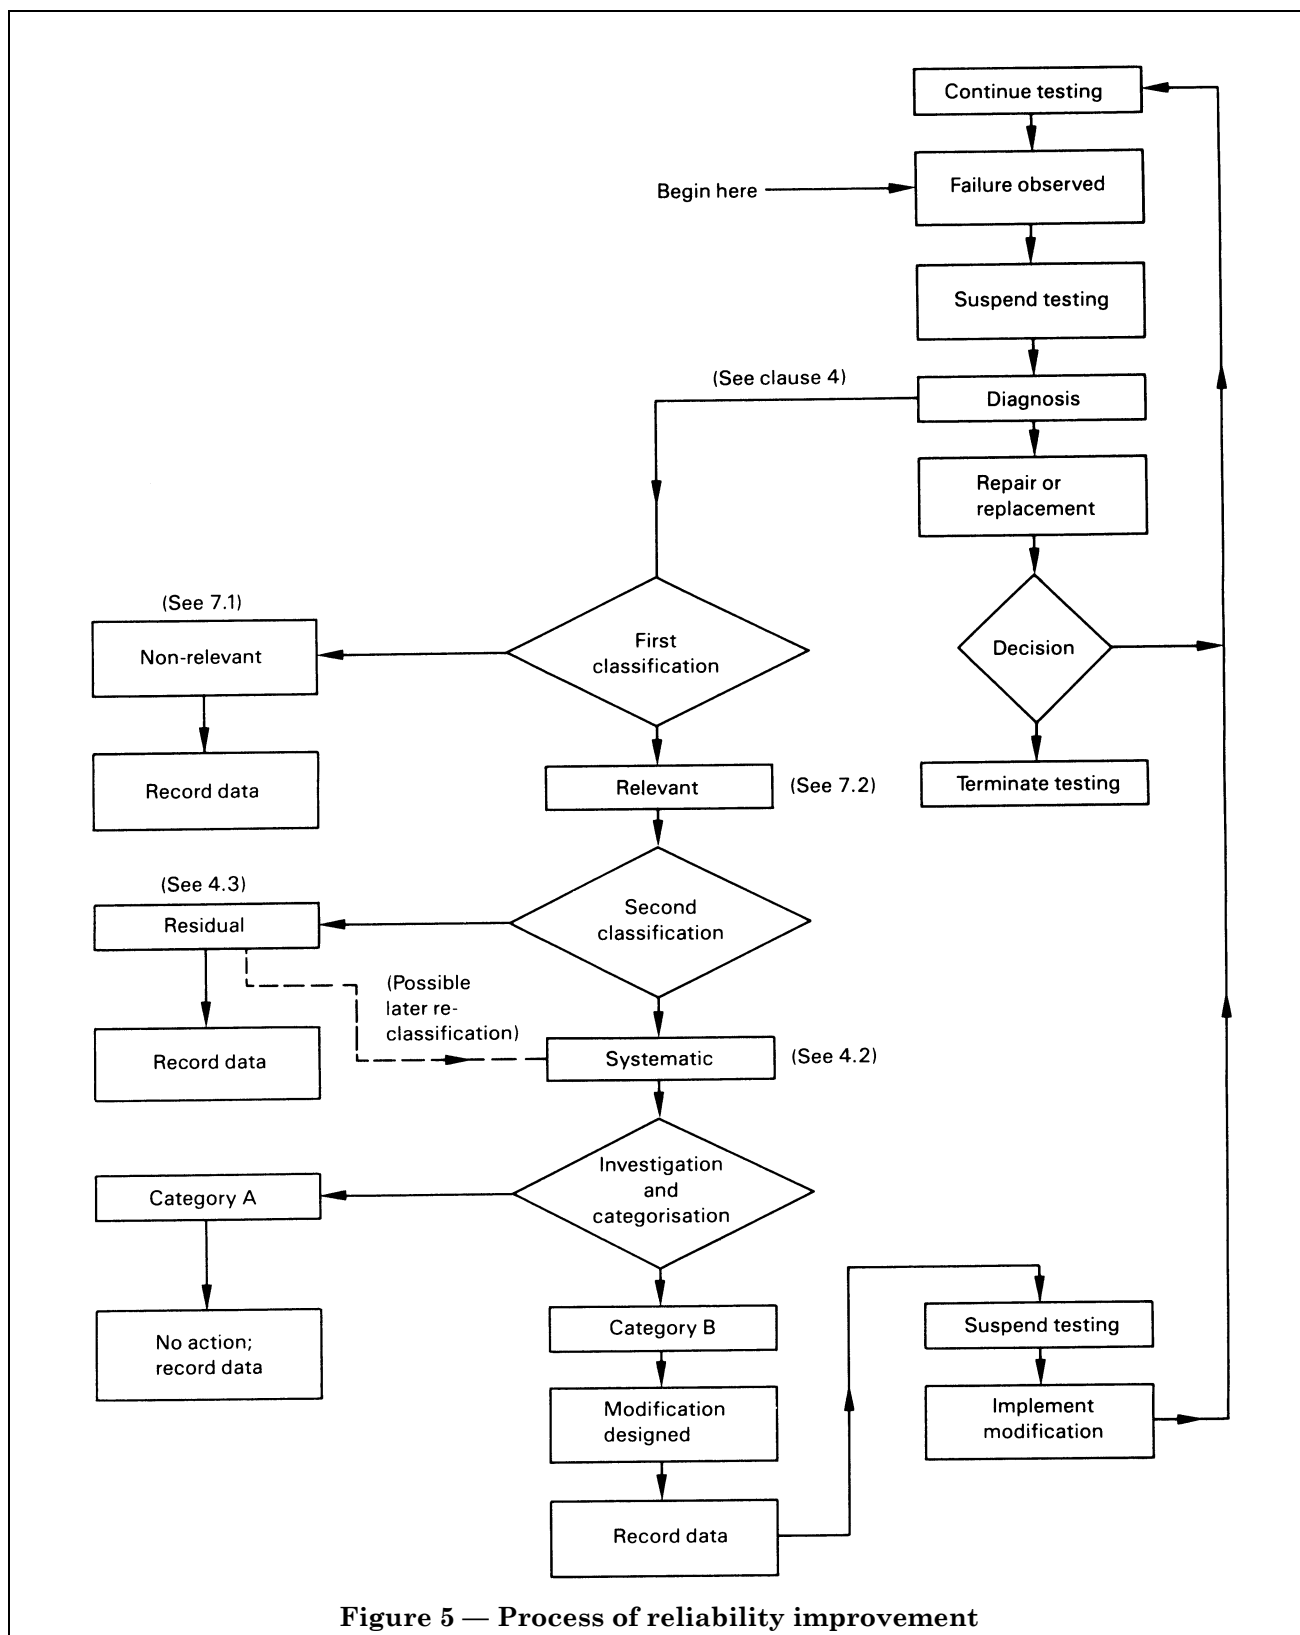 Continue testing
Begin here
Failure observed
Suspend testing
(See clause 4)
Diagnosis
Repair or
replacement
(See 7.1)
Non-relevant
First
classification
Decision
Record data
Relevant
(See 7.2)
Terminate testing
(See 4.3)
Residual
Second
classification
(Possible
later re-
classification)
Record data
Systematic
(See 4.2)
Investigation
and
categorisation
Category A
No action;
record data
Category B
Suspend testing
Modification
designed
Implement
modification
Record data
Figure 5 — Process of reliability improvement